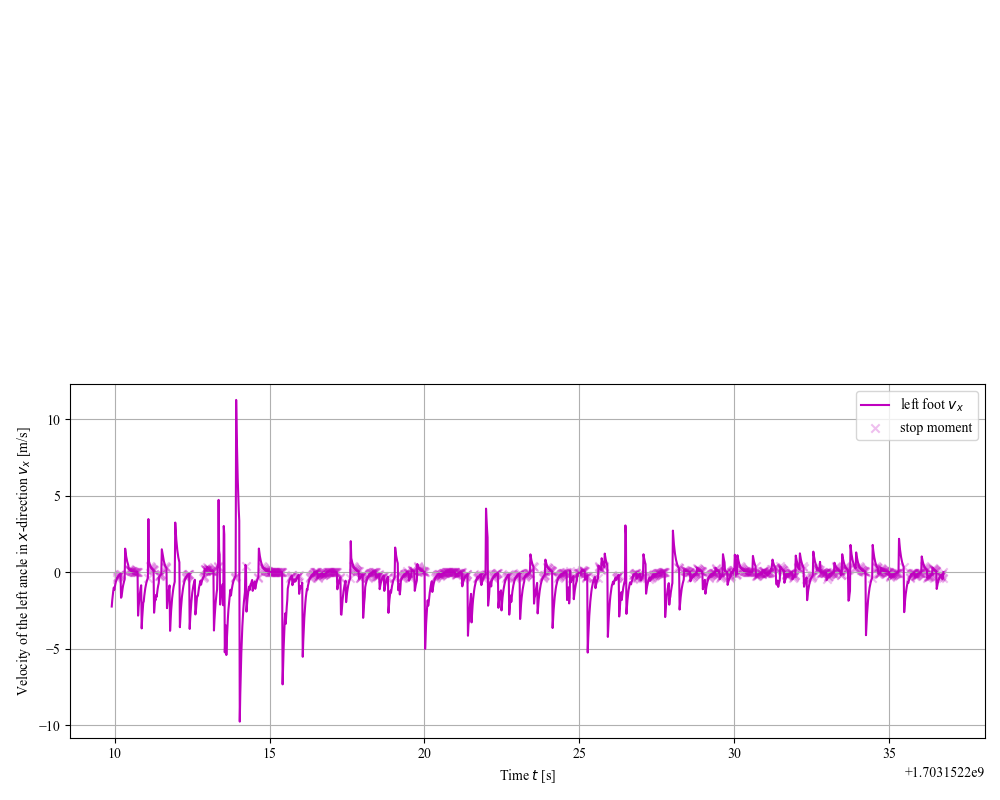 left foot v_x
stop moment
Velocity of the left ancle in x-direction v_x [m/s]
10
5
0
−5
−10
10
15
20
25
30
35
Time t [s]
+1.7031522e9